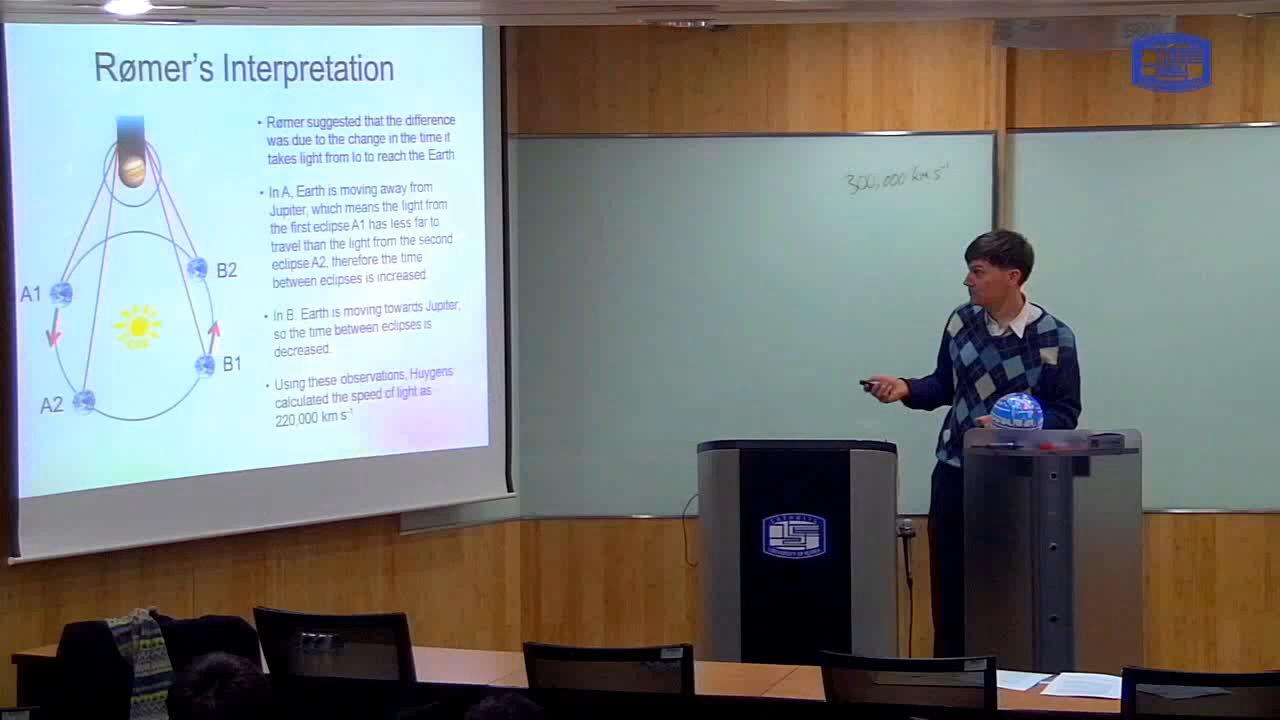 Rømer's Interpretation
• Rømer suggested that the difference
was due to the change in the time it
takes light from Io to reach the Earth
• In A, Earth is moving away from
Jupiter, which means the light from
the first eclipse A1 has less far to
travel than the light from the second
eclipse A2, therefore the time
between eclipses is increased.
• In B, Earth is moving towards Jupiter,
so the time between eclipses is
decreased.
• Using these observations, Huygens
calculated the speed of light as
220,000 km s⁻¹
A1
B2
B1
A2
300,000 km s⁻¹
CATHOLIC
UNIVERSITY OF KOREA